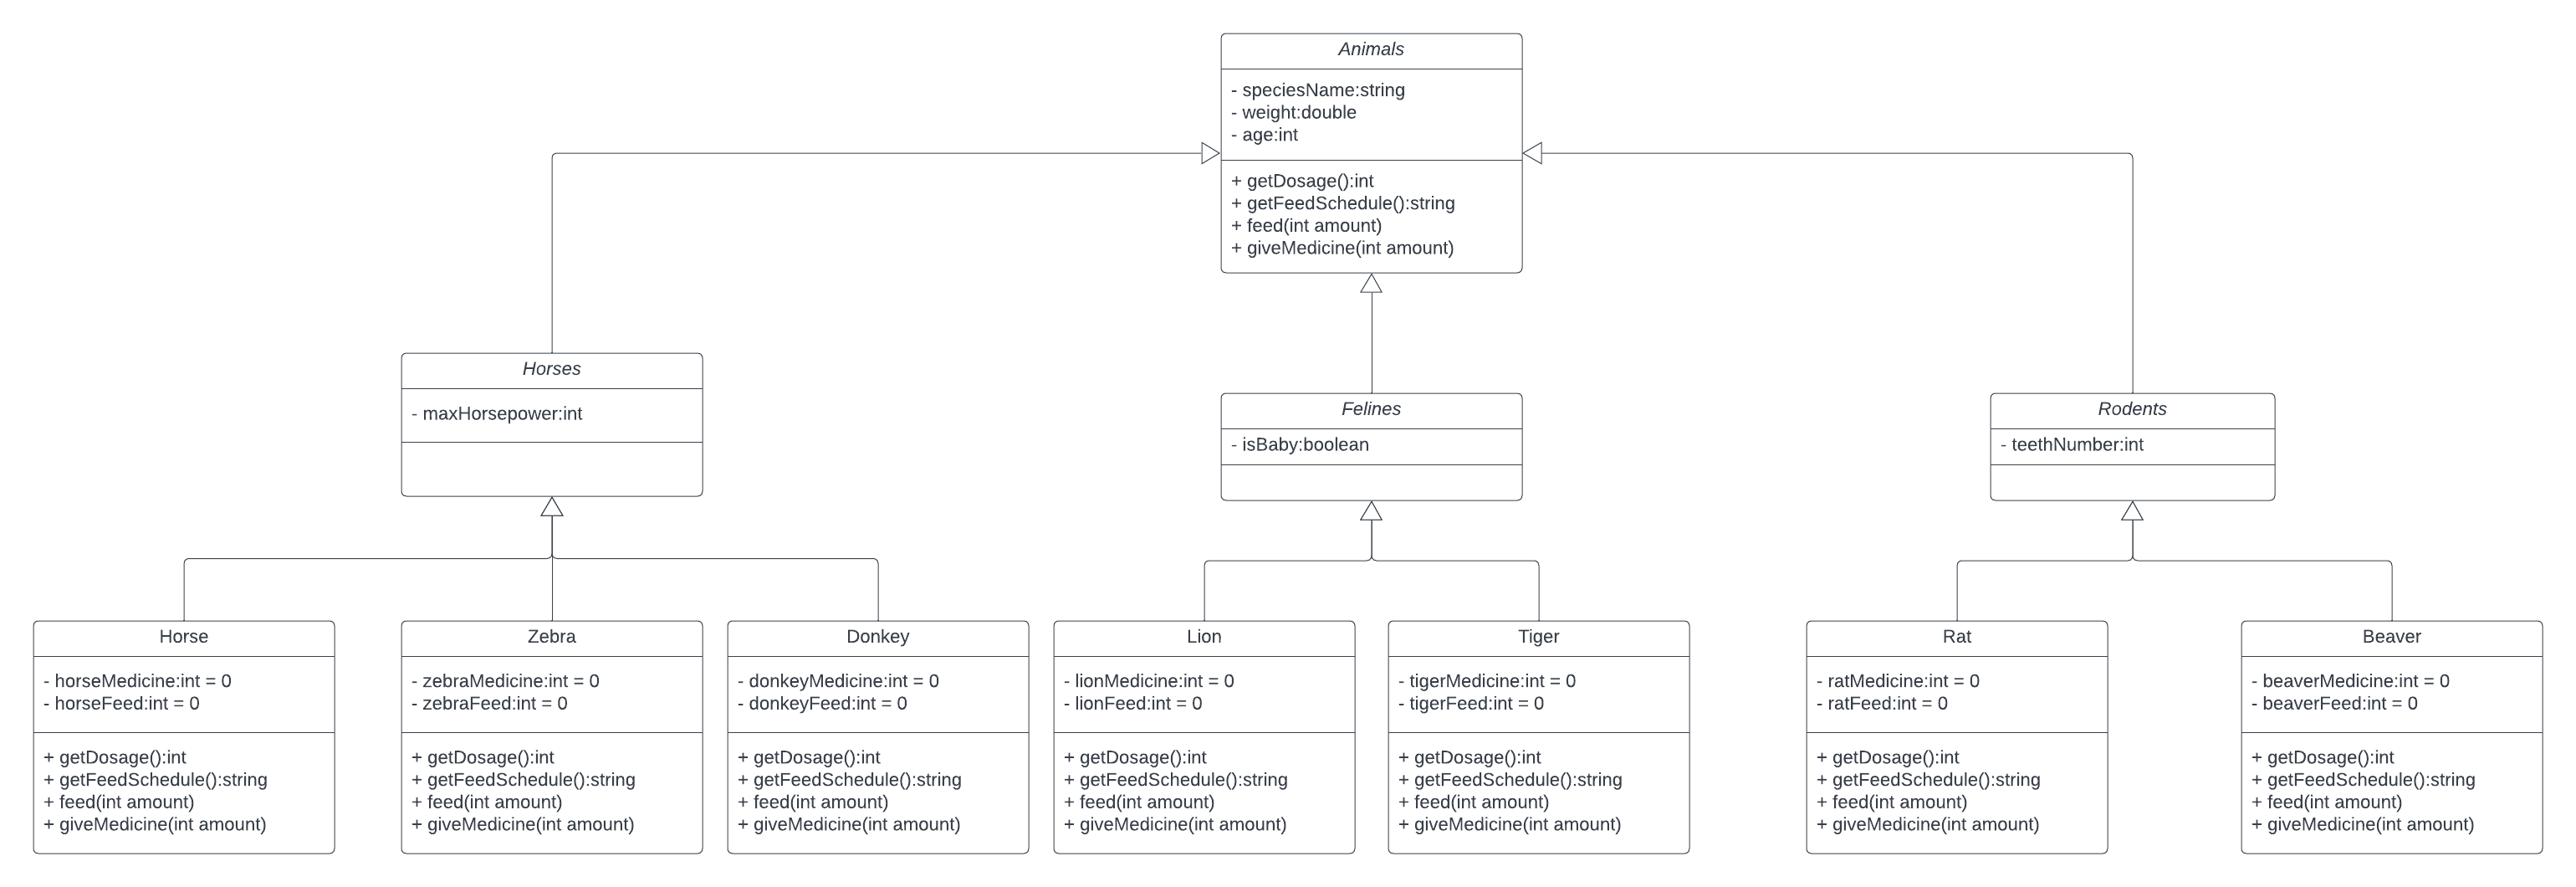 Animals
- speciesName:string
- weight:double
- age:int
+ getDosage():int
+ getFeedSchedule():string
+ feed(int amount)
+ giveMedicine(int amount)
Horses
- maxHorsepower:int
Felines
- isBaby:boolean
Rodents
- teethNumber:int
Horse
- horseMedicine:int = 0
- horseFeed:int = 0
+ getDosage():int
+ getFeedSchedule():string
+ feed(int amount)
+ giveMedicine(int amount)
Zebra
- zebraMedicine:int = 0
- zebraFeed:int = 0
+ getDosage():int
+ getFeedSchedule():string
+ feed(int amount)
+ giveMedicine(int amount)
Donkey
- donkeyMedicine:int = 0
- donkeyFeed:int = 0
+ getDosage():int
+ getFeedSchedule():string
+ feed(int amount)
+ giveMedicine(int amount)
Lion
- lionMedicine:int = 0
- lionFeed:int = 0
+ getDosage():int
+ getFeedSchedule():string
+ feed(int amount)
+ giveMedicine(int amount)
Tiger
- tigerMedicine:int = 0
- tigerFeed:int = 0
+ getDosage():int
+ getFeedSchedule():string
+ feed(int amount)
+ giveMedicine(int amount)
Rat
- ratMedicine:int = 0
- ratFeed:int = 0
+ getDosage():int
+ getFeedSchedule():string
+ feed(int amount)
+ giveMedicine(int amount)
Beaver
- beaverMedicine:int = 0
- beaverFeed:int = 0
+ getDosage():int
+ getFeedSchedule():string
+ feed(int amount)
+ giveMedicine(int amount)